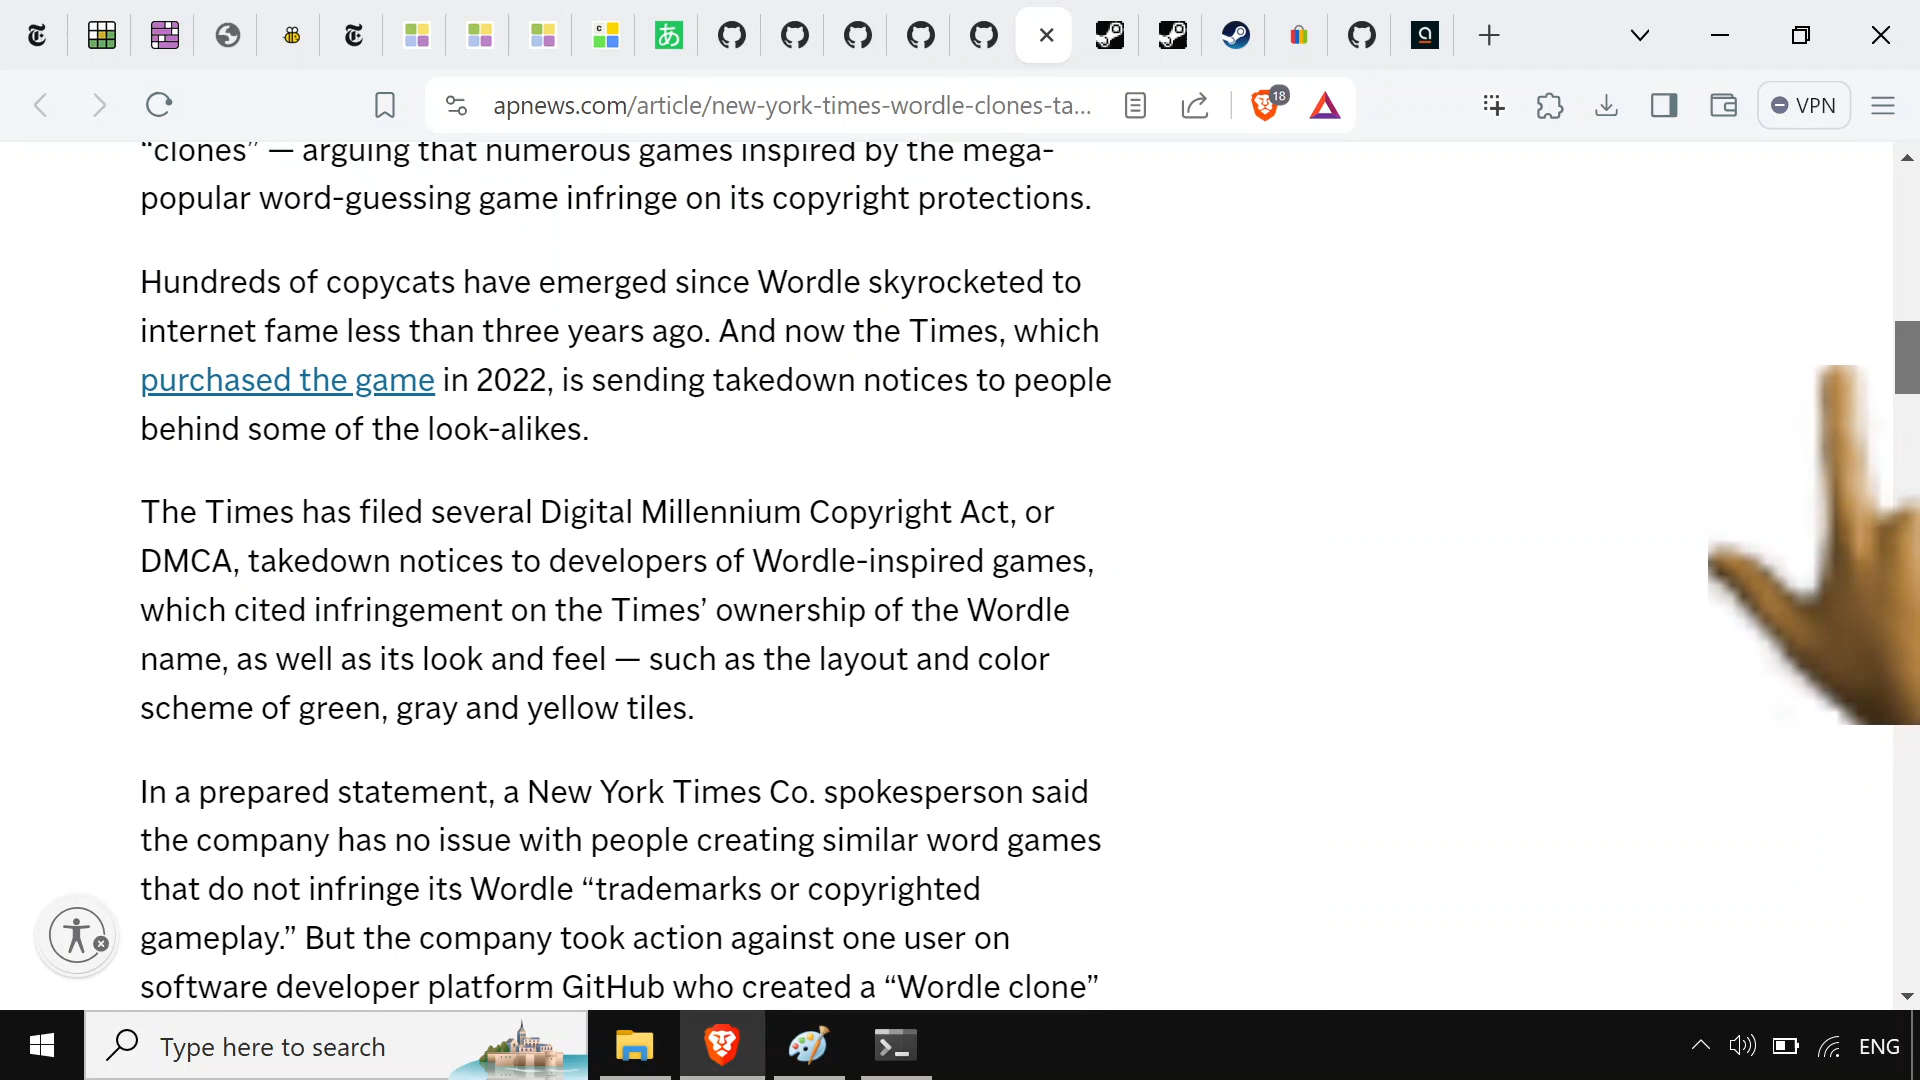 apnews.com/article/new-york-times-wordle-clones-ta...
18
VPN
“clones” — arguing that numerous games inspired by the mega-
popular word-guessing game infringe on its copyright protections.
Hundreds of copycats have emerged since Wordle skyrocketed to
internet fame less than three years ago. And now the Times, which
purchased the game in 2022, is sending takedown notices to people
behind some of the look-alikes.
The Times has filed several Digital Millennium Copyright Act, or
DMCA, takedown notices to developers of Wordle-inspired games,
which cited infringement on the Times’ ownership of the Wordle
name, as well as its look and feel — such as the layout and color
scheme of green, gray and yellow tiles.
In a prepared statement, a New York Times Co. spokesperson said
the company has no issue with people creating similar word games
that do not infringe its Wordle “trademarks or copyrighted
gameplay.” But the company took action against one user on
software developer platform GitHub who created a “Wordle clone”
Type here to search
ENG